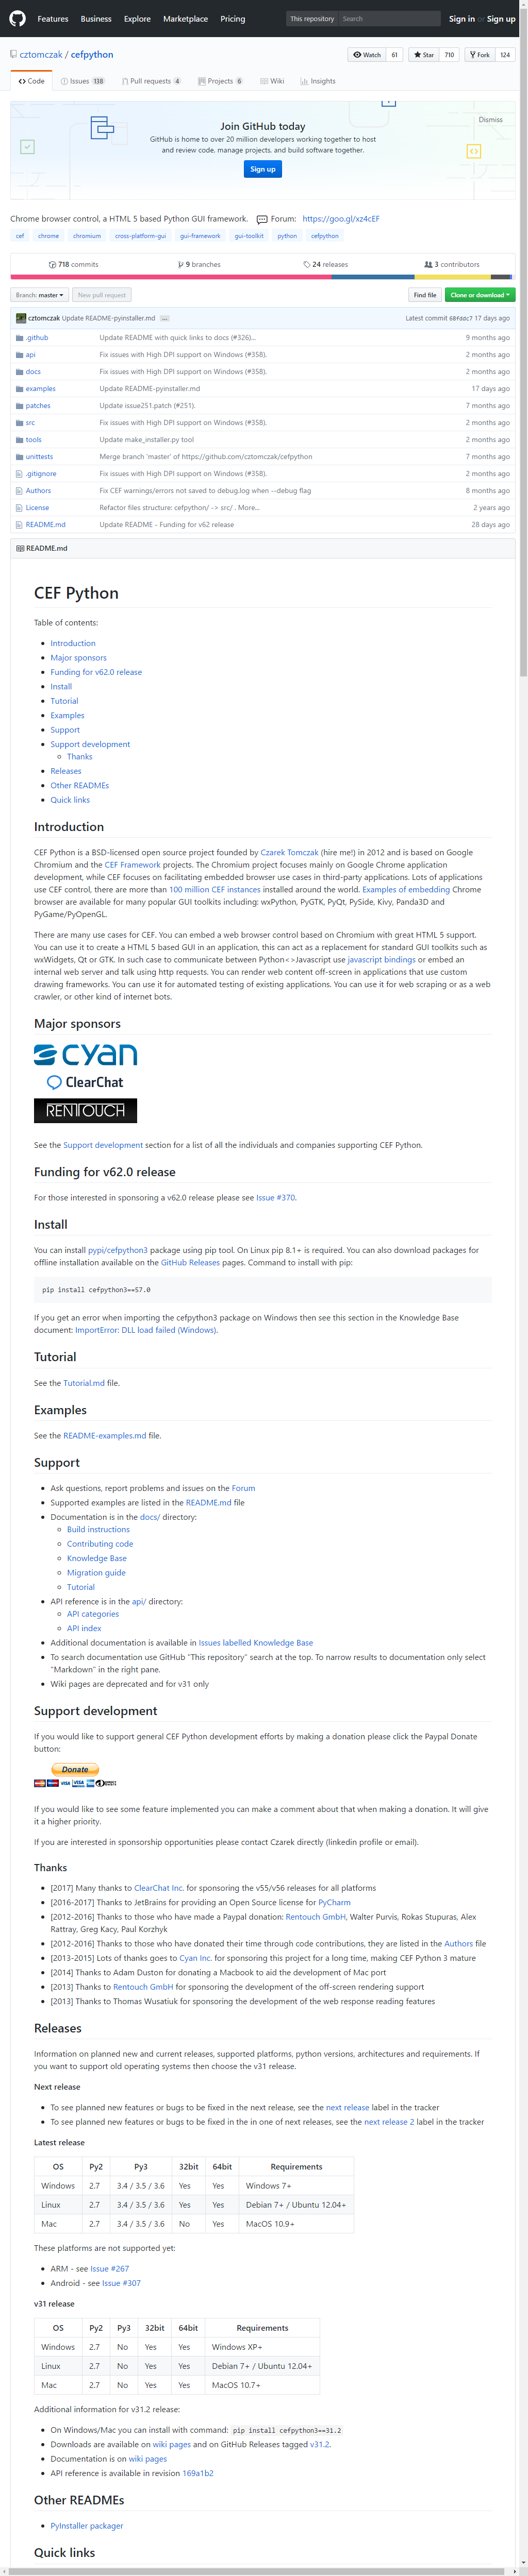 Features Business Explore Marketplace Pricing This repository Search Sign in or Sign up
cztomczak / cefpython Watch 61 Star 710 Fork 124
Code Issues 138 Pull requests 4 Projects 6 Wiki Insights
Join GitHub today Dismiss
GitHub is home to over 20 million developers working together to host
and review code, manage projects, and build software together.
Sign up
Chrome browser control, a HTML 5 based Python GUI framework. Forum: https://goo.gl/xz4cEF
cef chrome chromium cross-platform-gui gui-framework gui-toolkit python cefpython
718 commits 9 branches 24 releases 3 contributors
Branch: master New pull request Find file Clone or download
cztomczak Update README-pyinstaller.md Latest commit 17 days ago
.github Update README with quick links to docs (#326)... 9 months ago
api Fix issues with High DPI support on Windows (#358). 2 months ago
docs Fix issues with High DPI support on Windows (#358). 2 months ago
examples Update README-pyinstaller.md 17 days ago
patches Update issue251.patch (#251). 7 months ago
src Fix issues with High DPI support on Windows (#358). 2 months ago
tools Update make_installer.py tool 2 months ago
unittests Merge branch 'master' of https://github.com/cztomczak/cefpython 7 months ago
.gitignore Fix issues with High DPI support on Windows (#358). 2 months ago
Authors Fix CEF warnings/errors not saved to debug.log when --debug flag 8 months ago
License Refactor files structure: cefpython/ -> src/ . More... 2 years ago
README.md Update README - Funding for v62 release 28 days ago
README.md
CEF Python
Table of contents:
Introduction
Major sponsors
Funding for v62.0 release
Install
Tutorial
Examples
Support
Support development
Thanks
Releases
Other READMEs
Quick links
Introduction
CEF Python is a BSD-licensed open source project founded by Czarek Tomczak (hire me!) in 2012 and is based on Google
Chromium and the CEF Framework projects. The Chromium project focuses mainly on Google Chrome application
development, while CEF focuses on facilitating embedded browser use cases in third-party applications. Lots of applications
use CEF control, there are more than 100 million CEF instances installed around the world. Examples of embedding Chrome
browser are available for many popular GUI toolkits including: wxPython, PyGTK, PyQt, PySide, Kivy, Panda3D and
PyGame/PyOpenGL.
There are many use cases for CEF. You can embed a web browser control based on Chromium with great HTML 5 support.
You can use it to create a HTML 5 based GUI in an application, this can act as a replacement for standard GUI toolkits such as
wxWidgets, Qt or GTK. In such case to communicate between Python<>Javascript use javascript bindings or embed an
internal web server and talk using http requests. You can render web content off-screen in applications that use custom
drawing frameworks. You can use it for automated testing of existing applications. You can use it for web scraping or as a web
crawler, or other kind of internet bots.
Major sponsors
CYAN
ClearChat
RENTOUCH
See the Support development section for a list of all the individuals and companies supporting CEF Python.
Funding for v62.0 release
For those interested in sponsoring a v62.0 release please see Issue #370.
Install
You can install pypi/cefpython3 package using pip tool. On Linux pip 8.1+ is required. You can also download packages for
offline installation available on the GitHub Releases pages. Command to install with pip:
pip install cefpython3==57.0
If you get an error when importing the cefpython3 package on Windows then see this section in the Knowledge Base
document: ImportError: DLL load failed (Windows).
Tutorial
See the Tutorial.md file.
Examples
See the README-examples.md file.
Support
Ask questions, report problems and issues on the Forum
Supported examples are listed in the README.md file
Documentation is in the docs/ directory:
Build instructions
Contributing code
Knowledge Base
Migration guide
Tutorial
API reference is in the api/ directory:
API categories
API index
Additional documentation is available in Issues labelled Knowledge Base
To search documentation use GitHub "This repository" search at the top. To narrow results to documentation only select
"Markdown" in the right pane.
Wiki pages are deprecated and for v31 only
Support development
If you would like to support general CEF Python development efforts by making a donation please click the Paypal Donate
button:
Donate
If you would like to see some feature implemented you can make a comment about that when making a donation. It will give
it a higher priority.
If you are interested in sponsorship opportunities please contact Czarek directly (linkedin profile or email).
Thanks
[2017] Many thanks to ClearChat Inc. for sponsoring the v55/v56 releases for all platforms
[2016-2017] Thanks to JetBrains for providing an Open Source license for PyCharm
[2012-2016] Thanks to those who have made a Paypal donation: Rentouch GmbH, Walter Purvis, Rokas Stupuras, Alex
Rattray, Greg Kacy, Paul Korzhyk
[2012-2016] Thanks to those who have donated their time through code contributions, they are listed in the Authors file
[2013-2015] Lots of thanks goes to Cyan Inc. for sponsoring this project for a long time, making CEF Python 3 mature
[2014] Thanks to Adam Duston for donating a Macbook to aid the development of Mac port
[2013] Thanks to Rentouch GmbH for sponsoring the development of the off-screen rendering support
[2013] Thanks to Thomas Wusatiuk for sponsoring the development of the web response reading features
Releases
Information on planned new and current releases, supported platforms, python versions, architectures and requirements. If
you want to support old operating systems then choose the v31 release.
Next release
To see planned new features or bugs to be fixed in the next release, see the next release label in the tracker
To see planned new features or bugs to be fixed in the in one of next releases, see the next release 2 label in the tracker
Latest release
OS Py2 Py3 32bit 64bit Requirements
Windows 2.7 3.4 / 3.5 / 3.6 Yes Yes Windows 7+
Linux 2.7 3.4 / 3.5 / 3.6 Yes Yes Debian 7+ / Ubuntu 12.04+
Mac 2.7 3.4 / 3.5 / 3.6 No Yes MacOS 10.9+
These platforms are not supported yet:
ARM - see Issue #267
Android - see Issue #307
v31 release
OS Py2 Py3 32bit 64bit Requirements
Windows 2.7 No Yes Yes Windows XP+
Linux 2.7 No Yes Yes Debian 7+ / Ubuntu 12.04+
Mac 2.7 No Yes Yes MacOS 10.7+
Additional information for v31.2 release:
On Windows/Mac you can install with command: pip install cefpython3==31.2
Downloads are available on wiki pages and on GitHub Releases tagged v31.2.
Documentation is on wiki pages
API reference is available in revision 169a1b2
Other READMEs
PyInstaller packager
Quick links